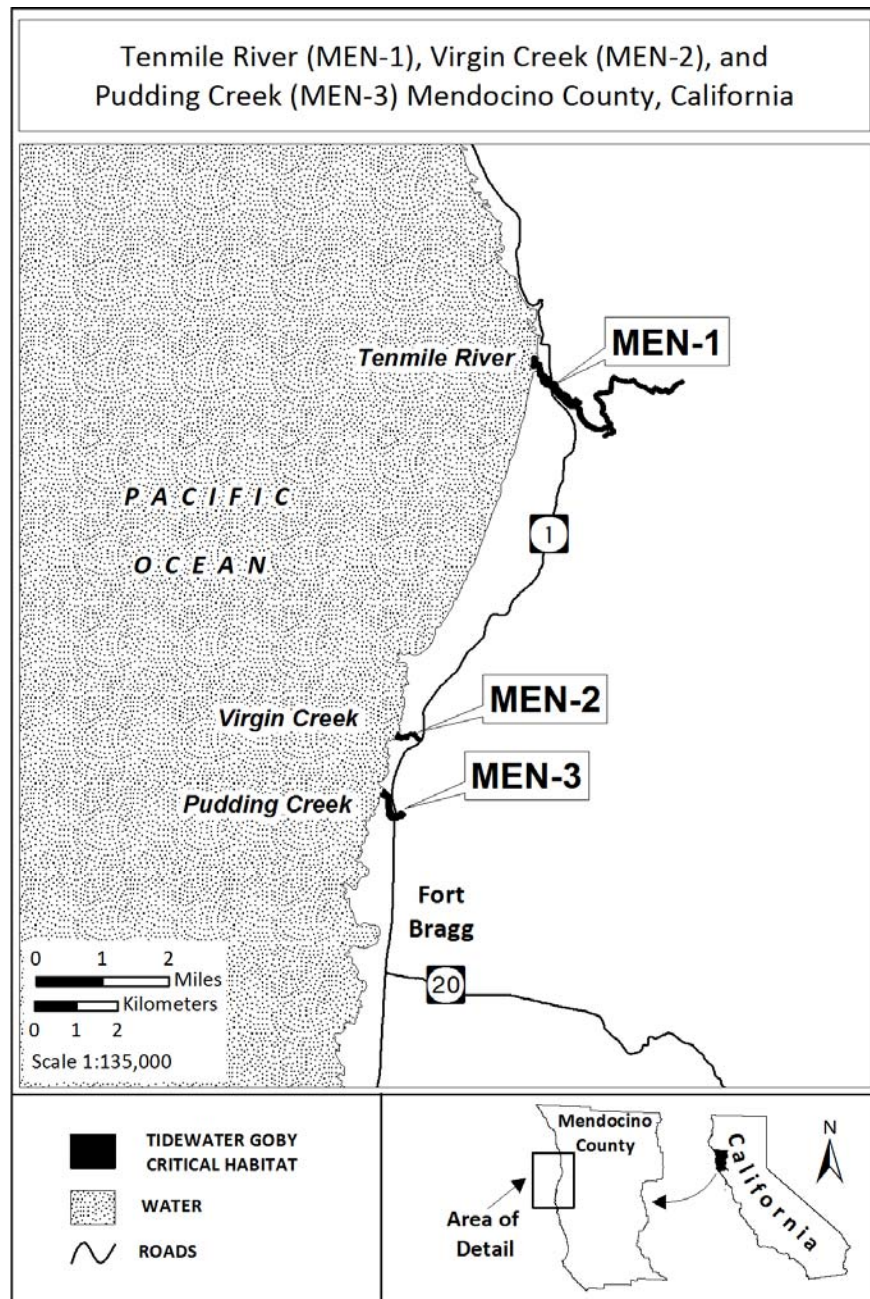 Tenmile River (MEN-1), Virgin Creek (MEN-2), and
Pudding Creek (MEN-3) Mendocino County, California
Tenmile River
MEN-1
P A C I F I C
O C E A N
1
Virgin Creek
MEN-2
Pudding Creek
MEN-3
Fort
Bragg
20
0 1 2
Miles
Kilometers
0 1 2
Scale 1:135,000
TIDEWATER GOBY
CRITICAL HABITAT
WATER
ROADS
Mendocino
County
Area of
Detail
California
N